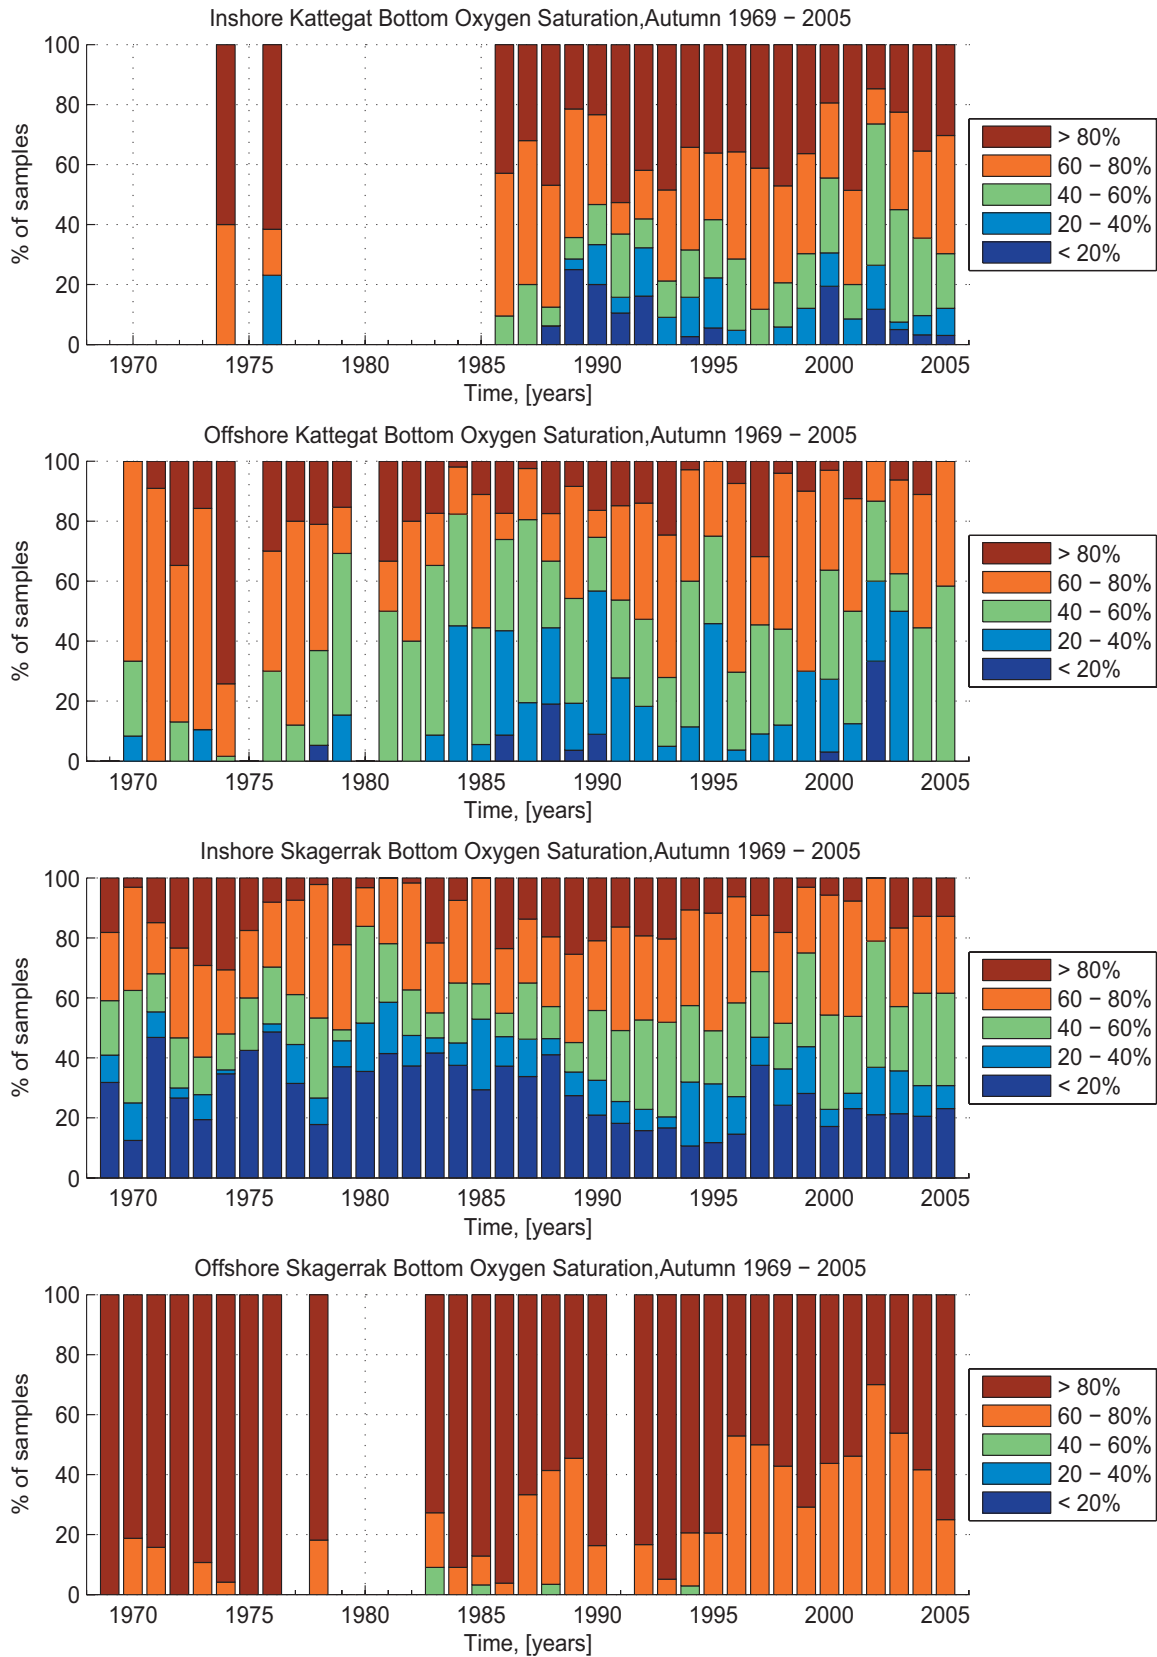 Inshore Kattegat Bottom Oxygen Saturation,Autumn 1969 − 2005
100
80
60
40
20
0
% of samples
1970 1975 1980 1985 1990 1995 2000 2005
Time, [years]
> 80%
60 − 80%
40 − 60%
20 − 40%
< 20%
Offshore Kattegat Bottom Oxygen Saturation,Autumn 1969 − 2005
100
80
60
40
20
0
% of samples
1970 1975 1980 1985 1990 1995 2000 2005
Time, [years]
> 80%
60 − 80%
40 − 60%
20 − 40%
< 20%
Inshore Skagerrak Bottom Oxygen Saturation,Autumn 1969 − 2005
100
80
60
40
20
0
% of samples
1970 1975 1980 1985 1990 1995 2000 2005
Time, [years]
> 80%
60 − 80%
40 − 60%
20 − 40%
< 20%
Offshore Skagerrak Bottom Oxygen Saturation,Autumn 1969 − 2005
100
80
60
40
20
0
% of samples
1970 1975 1980 1985 1990 1995 2000 2005
Time, [years]
> 80%
60 − 80%
40 − 60%
20 − 40%
< 20%